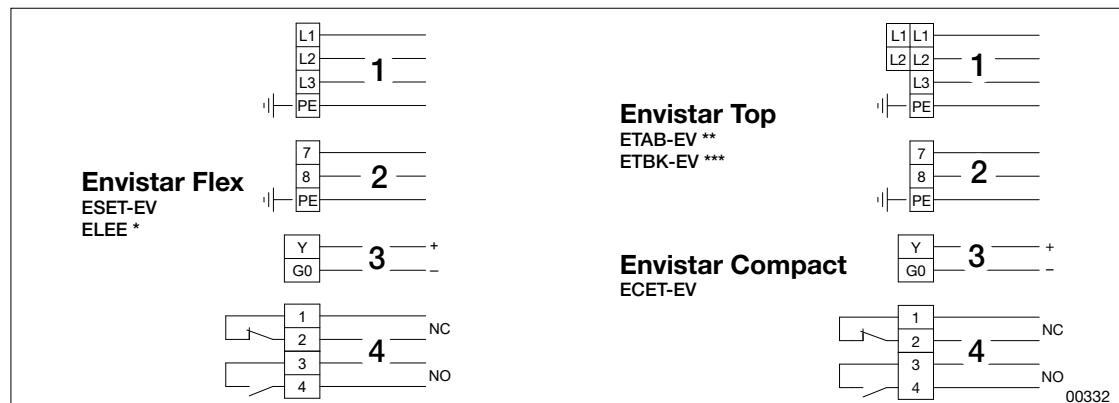 Envistar Flex
ESET-EV
ELEE *
L1
L2
L3
PE
1
7
8
PE
2
Y
G0
3
+
–
1
2
3
4
4
NC
NO
Envistar Top
ETAB-EV **
ETBK-EV ***
Envistar Compact
ECET-EV
L1 L1
L2 L2
L3
PE
1
7
8
PE
2
Y
G0
3
+
–
1
2
3
4
4
NC
NO
00332